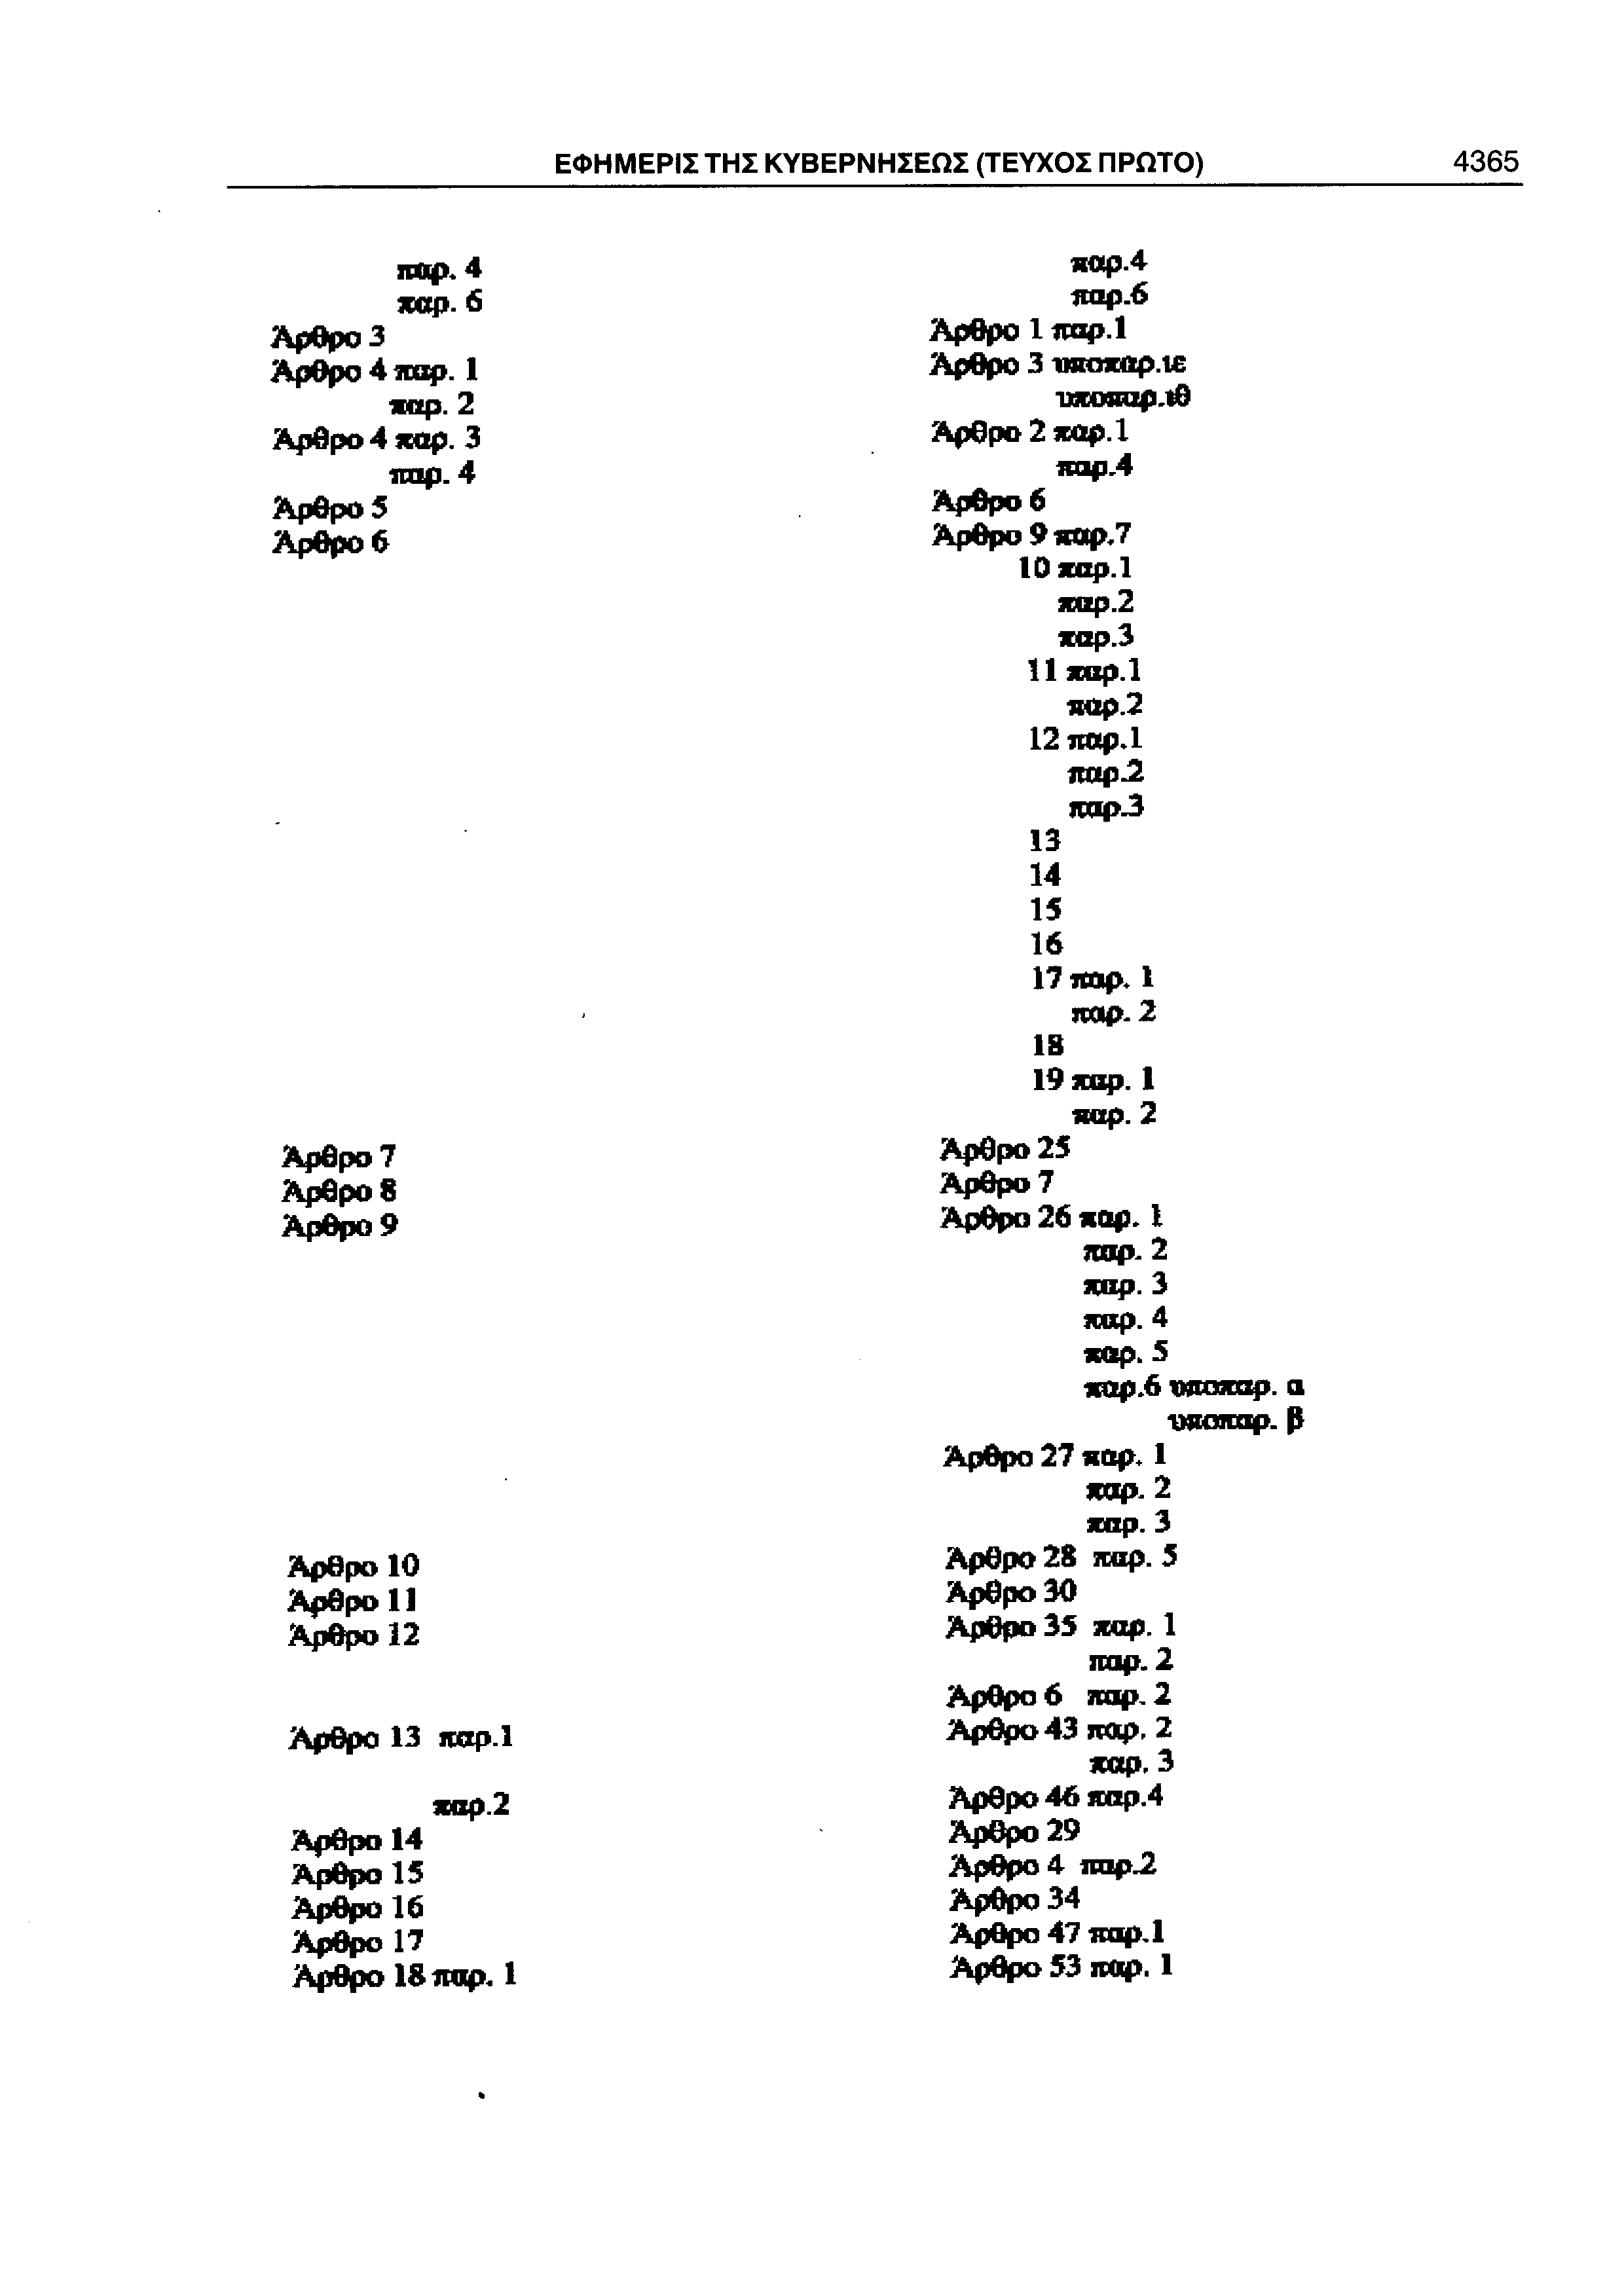 ΕΦΗΜΕΡΙΣ ΤΗΣ ΚΥΒΕΡΝΗΣΕΩΣ (ΤΕΥΧΟΣ ΠΡΩΤΟ) 4365
παρ. 4
παρ. 6
Άρθρο 3
Άρθρο 4 παρ. 1
παρ. 2
Άρθρο 4 παρ. 3
παρ. 4
Άρθρο 5
Άρθρο 6
Άρθρο 7
Άρθρο 8
Άρθρο 9
Άρθρο 10
Άρθρο 11
Άρθρο 12
Άρθρο 13 παρ.1
παρ.2
Άρθρο 14
Άρθρο 15
Άρθρο 16
Άρθρο 17
Άρθρο 18 παρ. 1
παρ.4
παρ.6
Άρθρο 1 παρ.1
Άρθρο 3 υποπαρ.ιε
υποπαρ.ιθ
Άρθρο 2 παρ.1
παρ.4
Άρθρο 6
Άρθρο 9 παρ.7
10 παρ.1
παρ.2
παρ.3
11 παρ.1
παρ.2
12 παρ.1
παρ.2
παρ.3
13
14
15
16
17 παρ. 1
παρ. 2
18
19 παρ. 1
παρ. 2
Άρθρο 25
Άρθρο 7
Άρθρο 26 παρ. 1
παρ. 2
παρ. 3
παρ. 4
παρ. 5
παρ.6 υποπαρ. α
υποπαρ. β
Άρθρο 27 παρ. 1
παρ. 2
παρ. 3
Άρθρο 28 παρ. 5
Άρθρο 30
Άρθρο 35 παρ. 1
παρ. 2
Άρθρο 6 παρ. 2
Άρθρο 43 παρ. 2
παρ. 3
Άρθρο 46 παρ.4
Άρθρο 29
Άρθρο 4 παρ.2
Άρθρο 34
Άρθρο 47 παρ.1
Άρθρο 53 παρ. 1